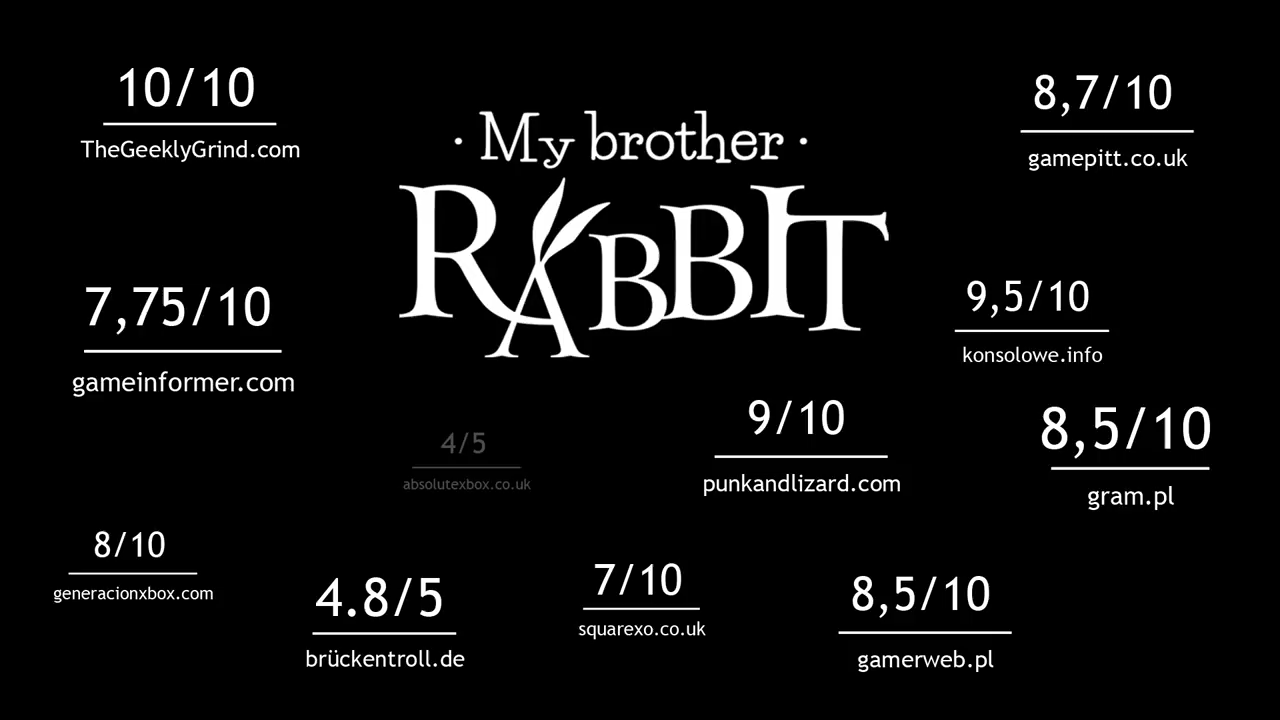 · My brother ·
RABBIT
10/10
TheGeeklyGrind.com
8,7/10
gamepitt.co.uk
7,75/10
gameinformer.com
9,5/10
konsolowe.info
4/5
absolutexbox.co.uk
9/10
punkandlizard.com
8,5/10
gram.pl
8/10
generacionxbox.com
4.8/5
brückentroll.de
7/10
squarexo.co.uk
8,5/10
gamerweb.pl